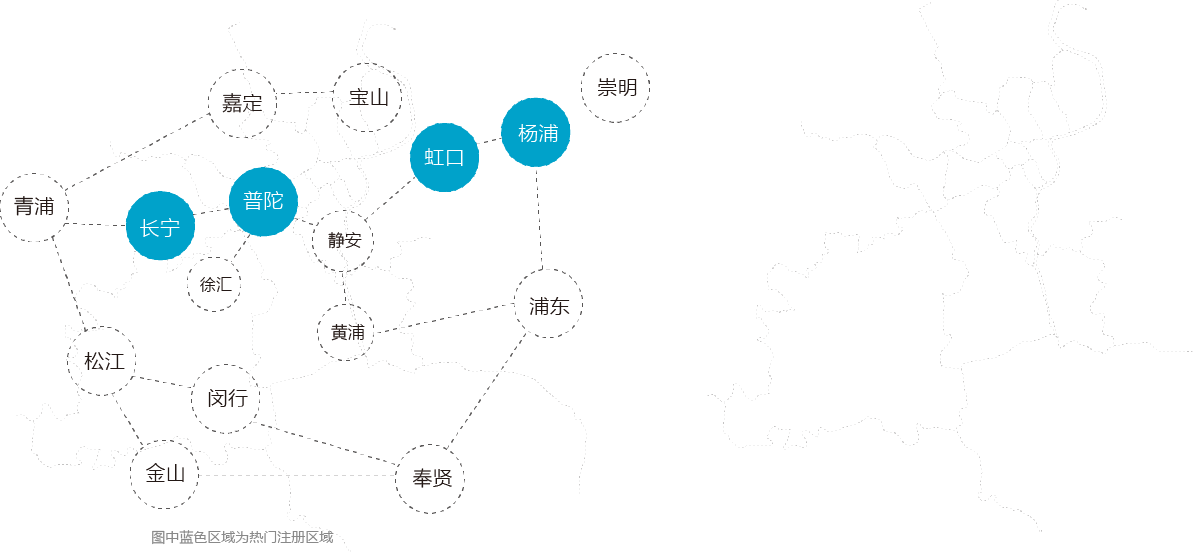 崇明
嘉定
宝山
杨浦
虹口
青浦
长宁
普陀
静安
徐汇
浦东
黄浦
松江
闵行
金山
奉贤
图中蓝色区域为热门注册区域